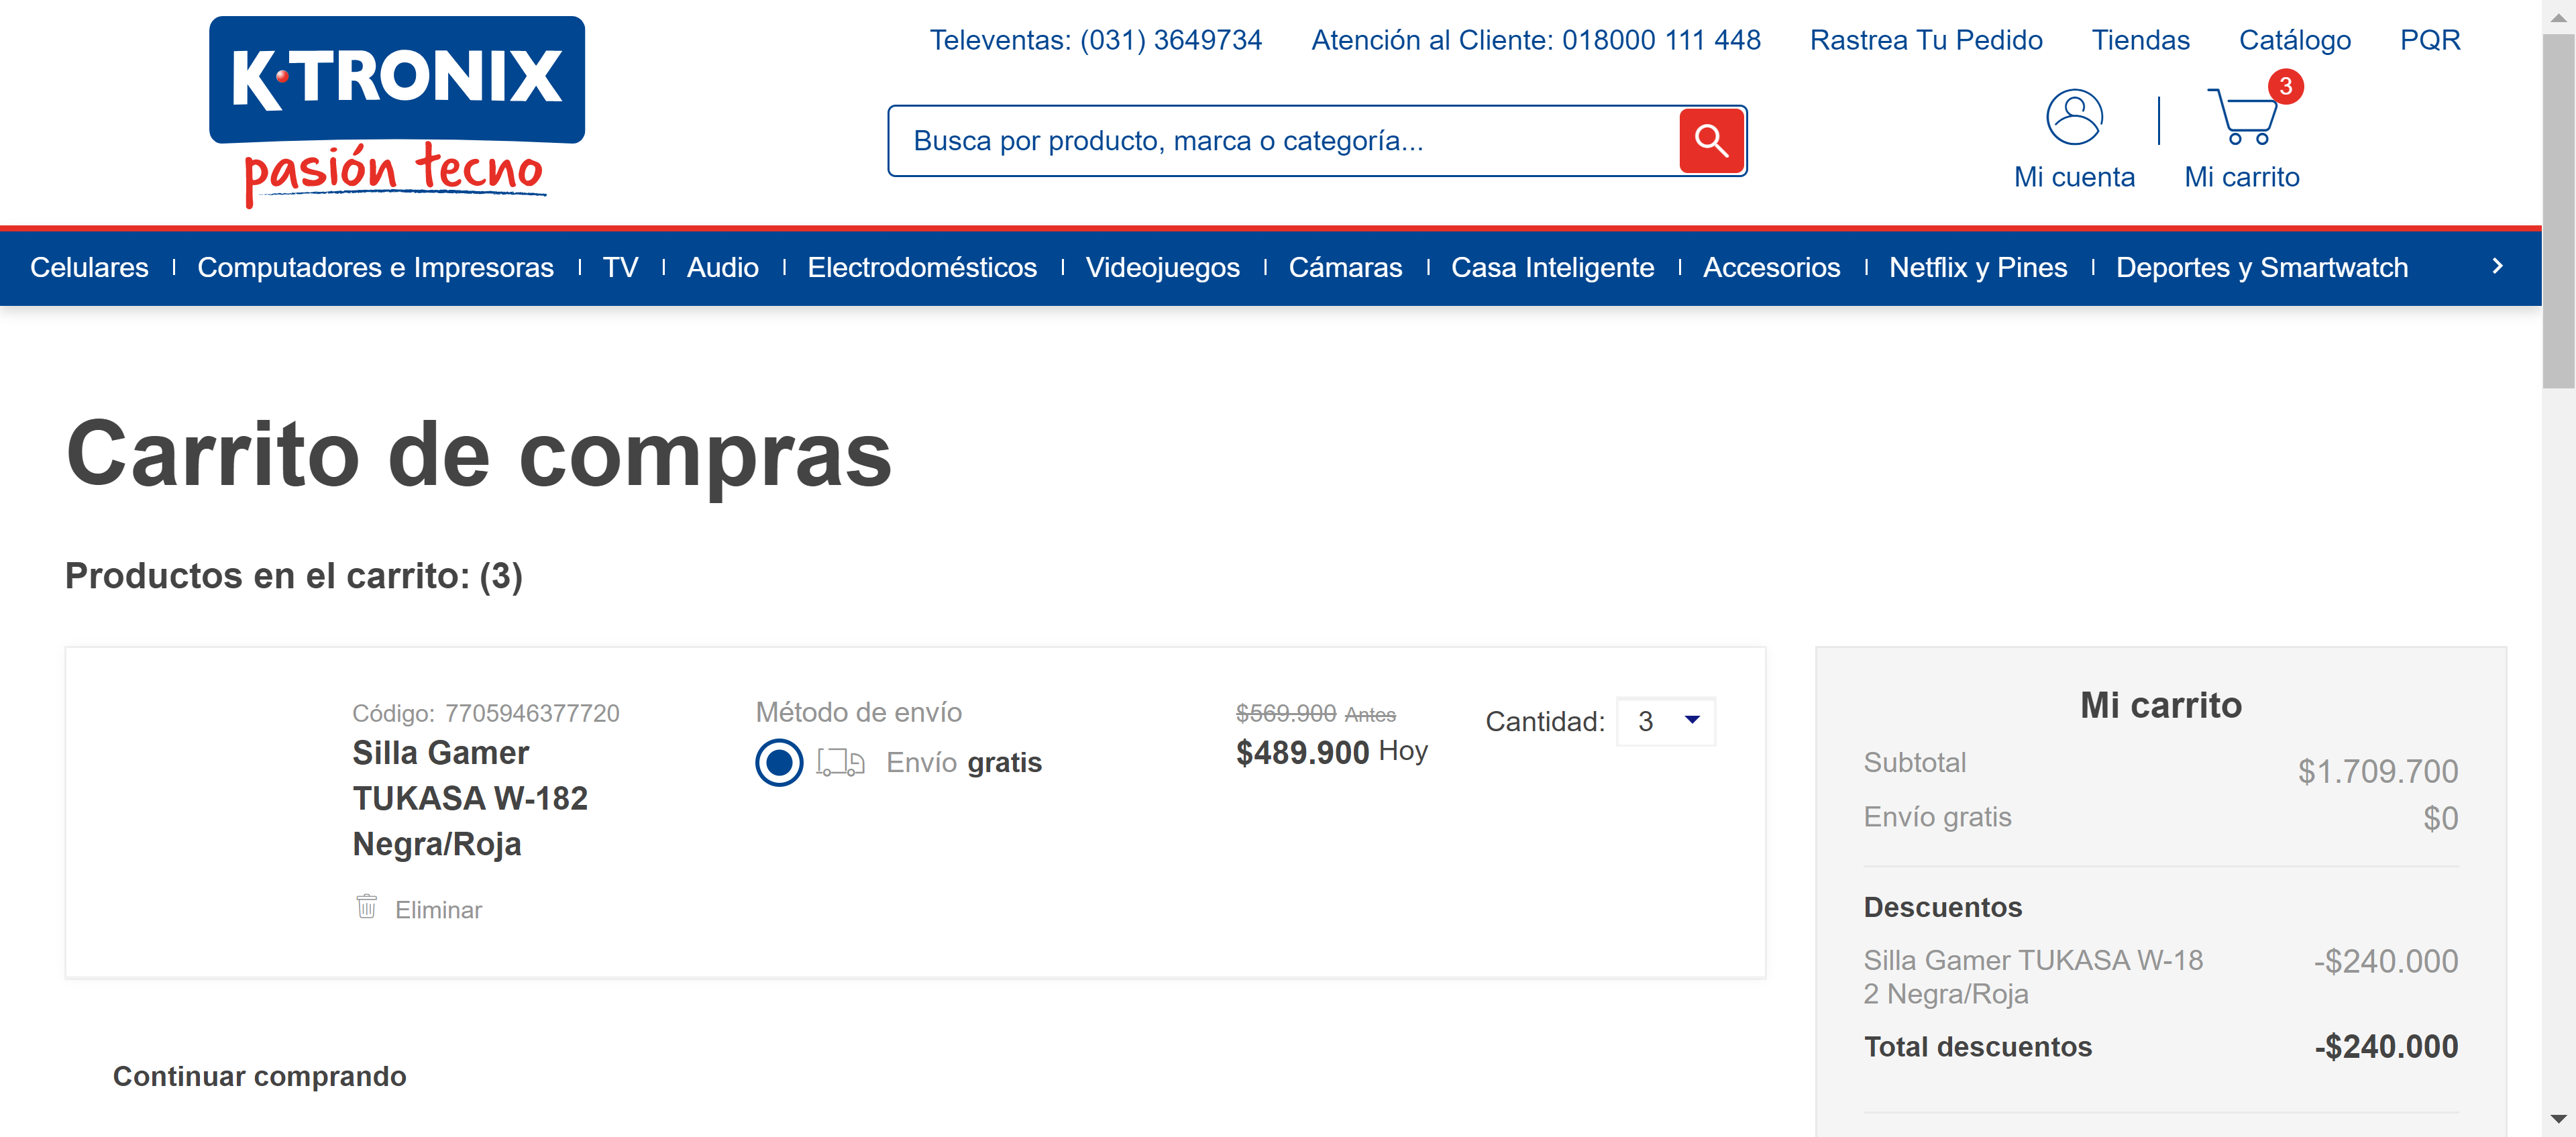 K·TRONIX
pasión tecno
Televentas: (031) 3649734 Atención al Cliente: 018000 111 448 Rastrea Tu Pedido Tiendas Catálogo PQR
Busca por producto, marca o categoría...
3
Mi cuenta Mi carrito
Celulares Computadores e Impresoras TV Audio Electrodomésticos Videojuegos Cámaras Casa Inteligente Accesorios Netflix y Pines Deportes y Smartwatch
Carrito de compras
Productos en el carrito: (3)
Código: 7705946377720
Silla Gamer
TUKASA W-182
Negra/Roja
Eliminar
Método de envío
Envío gratis
$569.900 Antes
$489.900 Hoy
Cantidad: 3
Continuar comprando
Mi carrito
Subtotal $1.709.700
Envío gratis $0
Descuentos
Silla Gamer TUKASA W-18 -$240.000
2 Negra/Roja
Total descuentos -$240.000